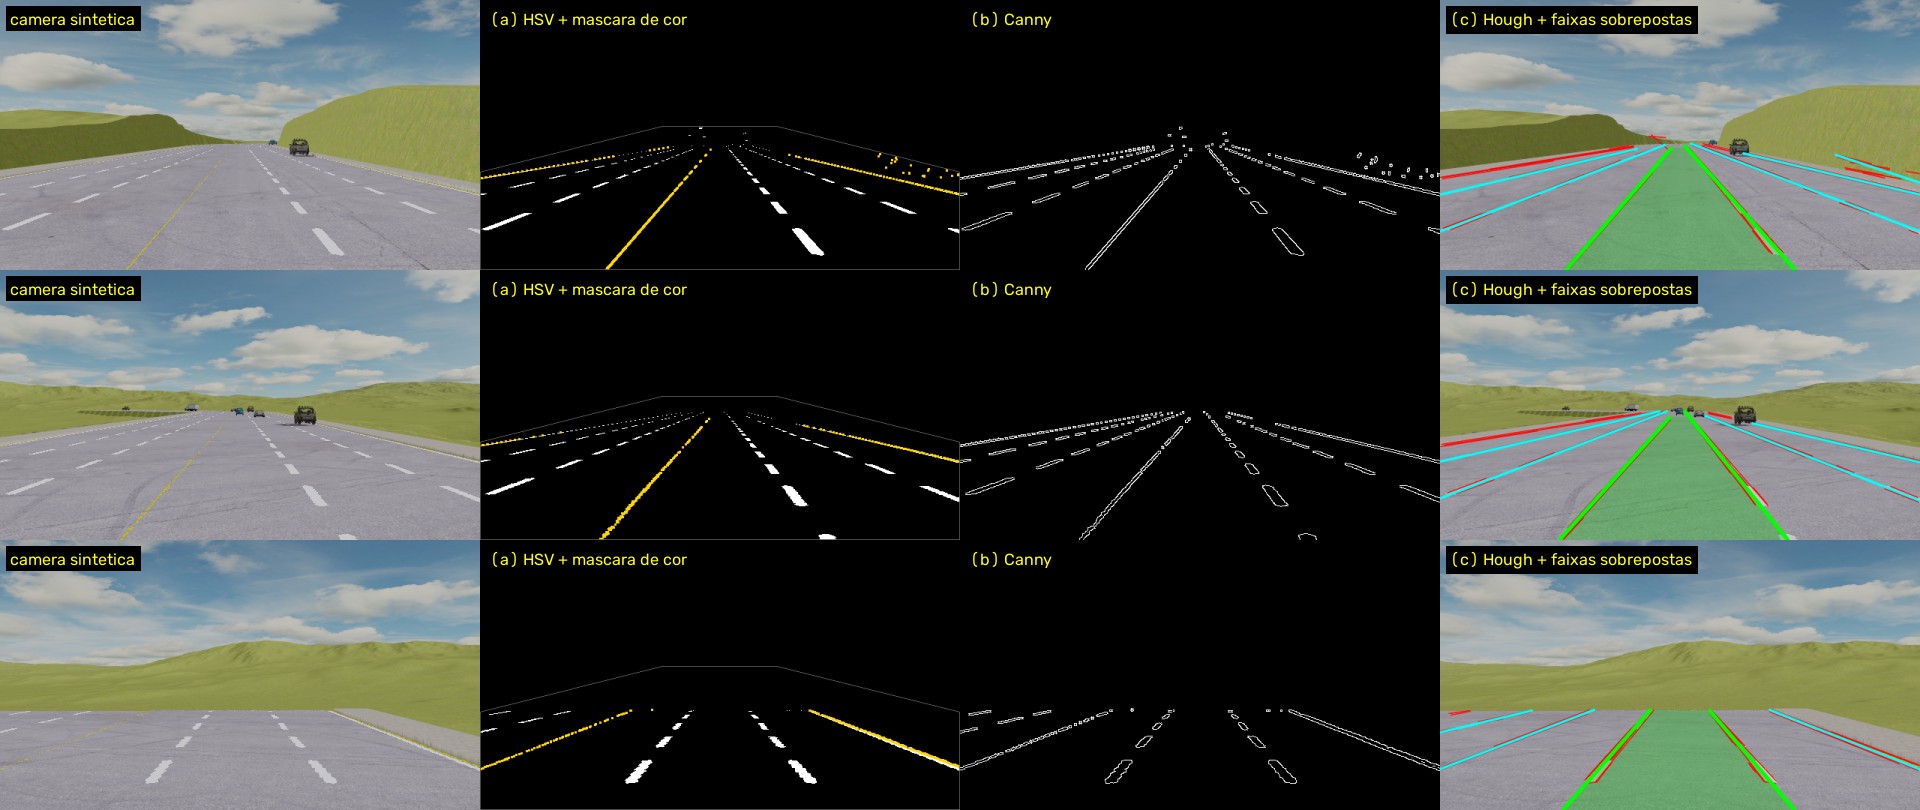 camera sintetica
(a) HSV + mascara de cor
(b) Canny
(c) Hough + faixas sobrepostas
camera sintetica
(a) HSV + mascara de cor
(b) Canny
(c) Hough + faixas sobrepostas
camera sintetica
(a) HSV + mascara de cor
(b) Canny
(c) Hough + faixas sobrepostas